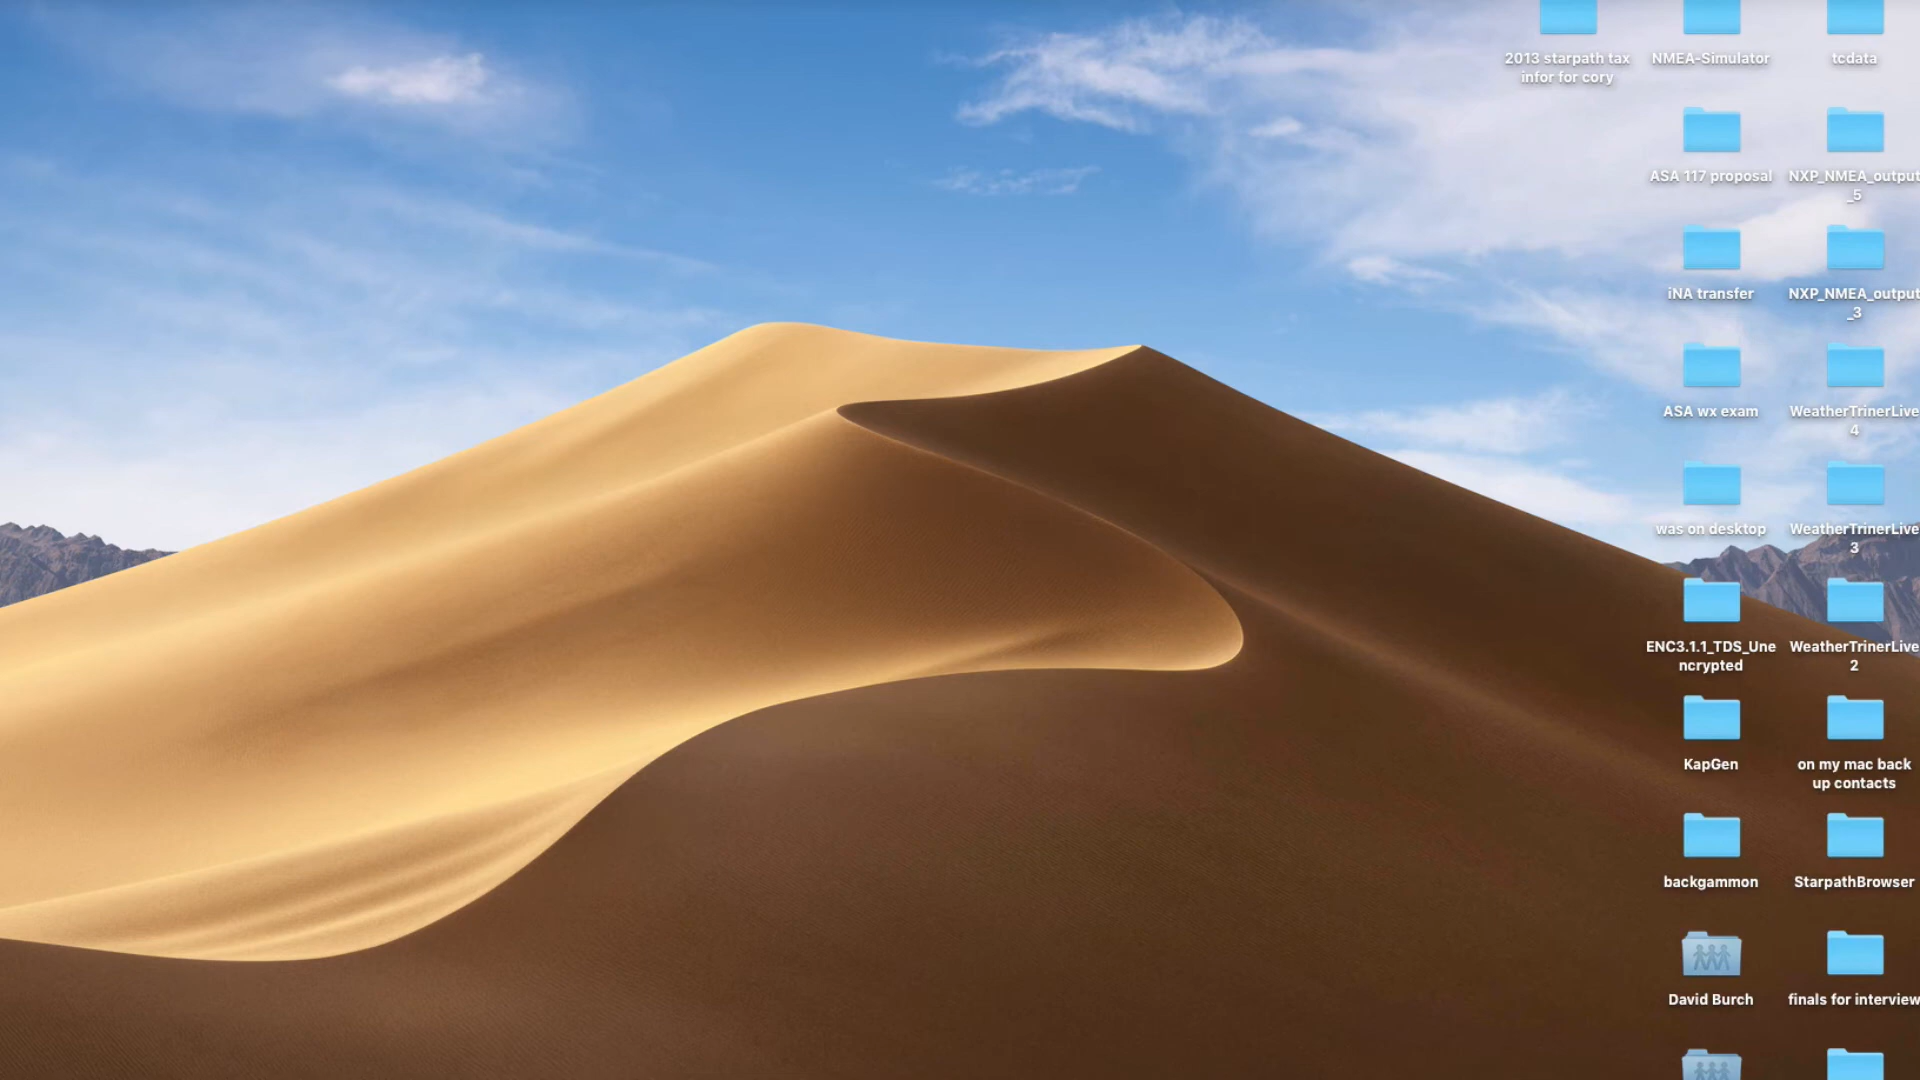 2013 starpath tax
infor for cory
NMEA-Simulator
tcdata
ASA 117 proposal
NXP_NMEA_output
_5
iNA transfer
NXP_NMEA_output
_3
ASA wx exam
WeatherTrinerLive
4
was on desktop
WeatherTrinerLive
3
ENC3.1.1_TDS_Une
ncrypted
WeatherTrinerLive
2
KapGen
on my mac back
up contacts
backgammon
StarpathBrowser
David Burch
finals for interview